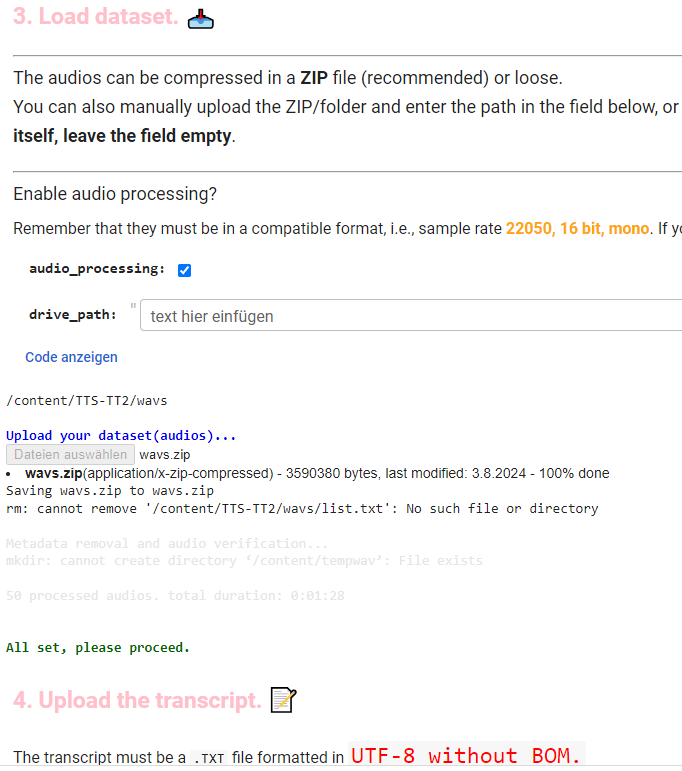 3. Load dataset. 📥
The audios can be compressed in a ZIP file (recommended) or loose.
You can also manually upload the ZIP/folder and enter the path in the field below, or
itself, leave the field empty.
Enable audio processing?
Remember that they must be in a compatible format, i.e., sample rate 22050, 16 bit, mono. If yo
audio_processing:
drive_path: " text hier einfügen
Code anzeigen
/content/TTS-TT2/wavs
Upload your dataset(audios)...
Dateien auswählen wavs.zip
• wavs.zip(application/x-zip-compressed) - 3590380 bytes, last modified: 3.8.2024 - 100% done
Saving wavs.zip to wavs.zip
rm: cannot remove '/content/TTS-TT2/wavs/list.txt': No such file or directory
Metadata removal and audio verification...
mkdir: cannot create directory ‘/content/tempwav’: File exists
50 processed audios. total duration: 0:01:28
All set, please proceed.
4. Upload the transcript. 📝
The transcript must be a .TXT file formatted in UTF-8 without BOM.